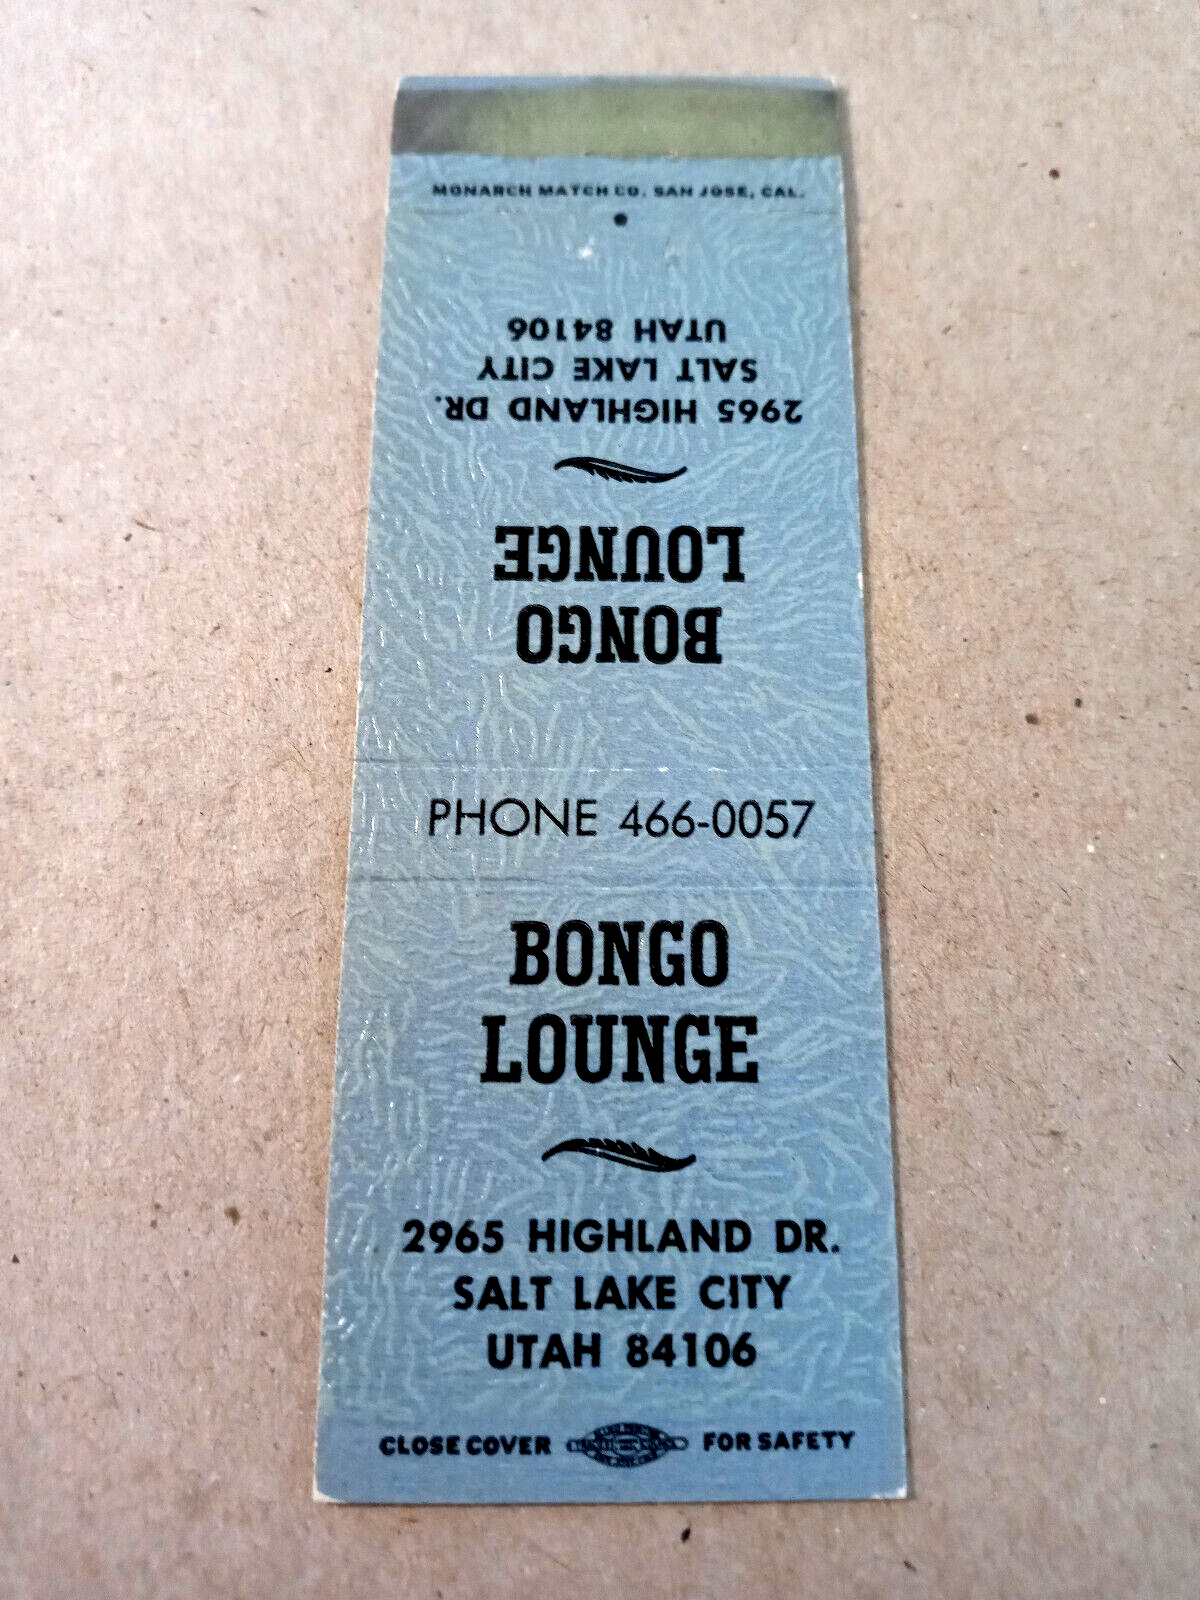 MONARCH MATCH CO. SAN JOSE, CAL.
BONGO
LOUNGE
2965 HIGHLAND DR.
SALT LAKE CITY
UTAH 84106
PHONE 466-0057
BONGO
LOUNGE
2965 HIGHLAND DR.
SALT LAKE CITY
UTAH 84106
CLOSE COVER FOR SAFETY